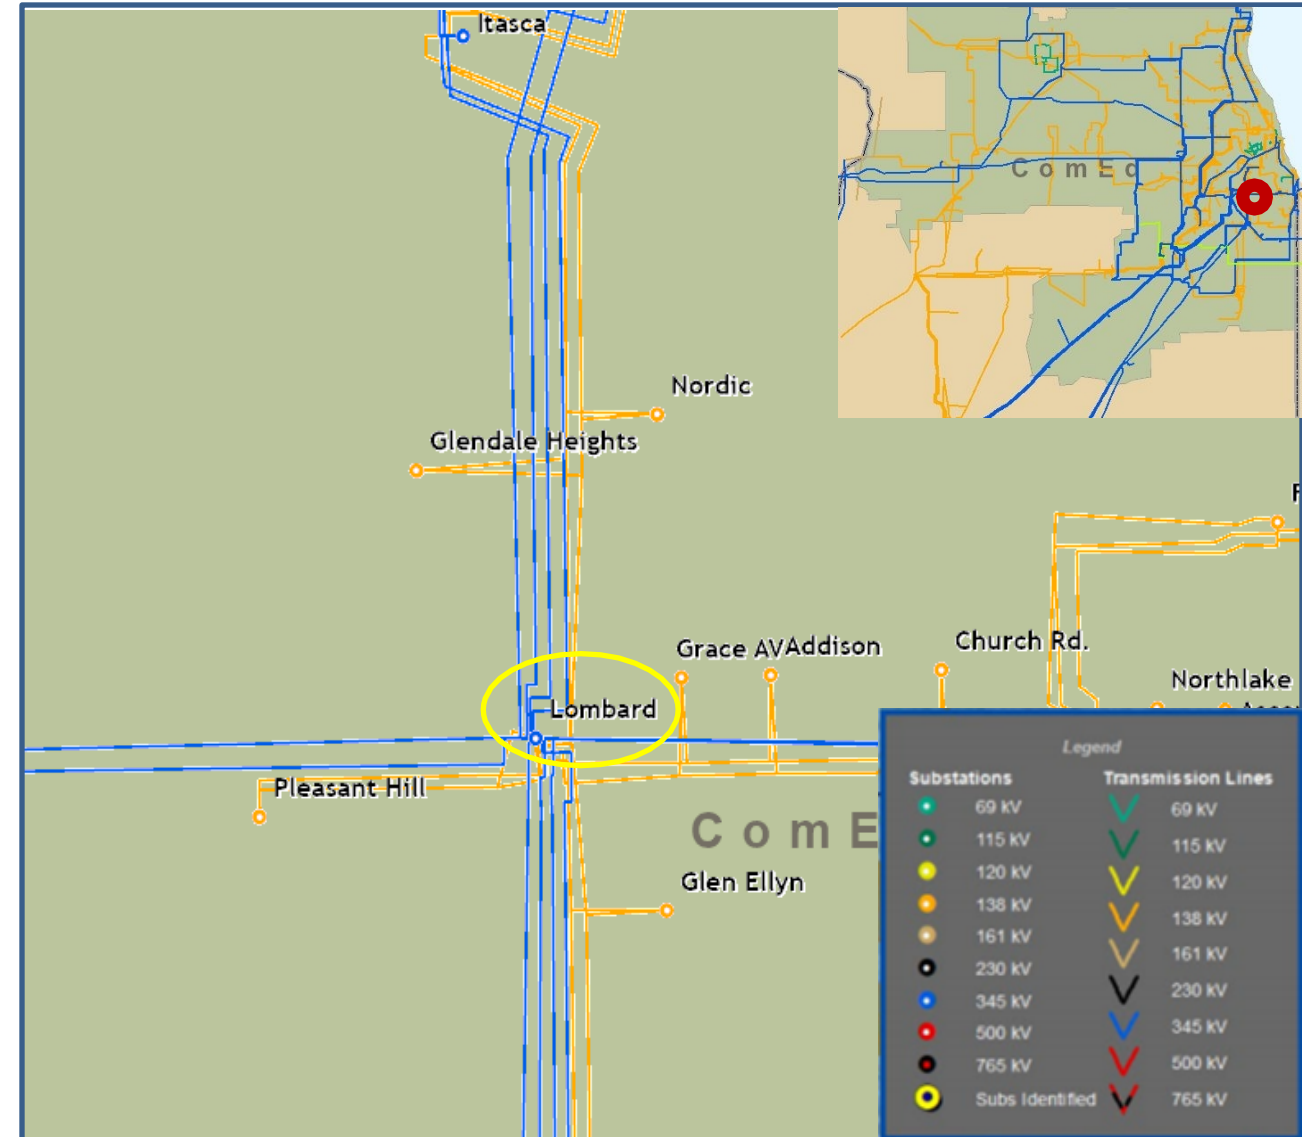 Itasca
ComEd
Nordic
Glendale Heights
F
Grace AV Addison
Church Rd.
Northlake
Lombard
Pleasant Hill
ComE
Glen Ellyn
Legend
Substations Transmission Lines
69 kV 69 kV
115 kV 115 kV
120 kV 120 kV
138 kV 138 kV
161 kV 161 kV
230 kV 230 kV
345 kV 345 kV
500 kV 500 kV
765 kV 765 kV
Subs Identified